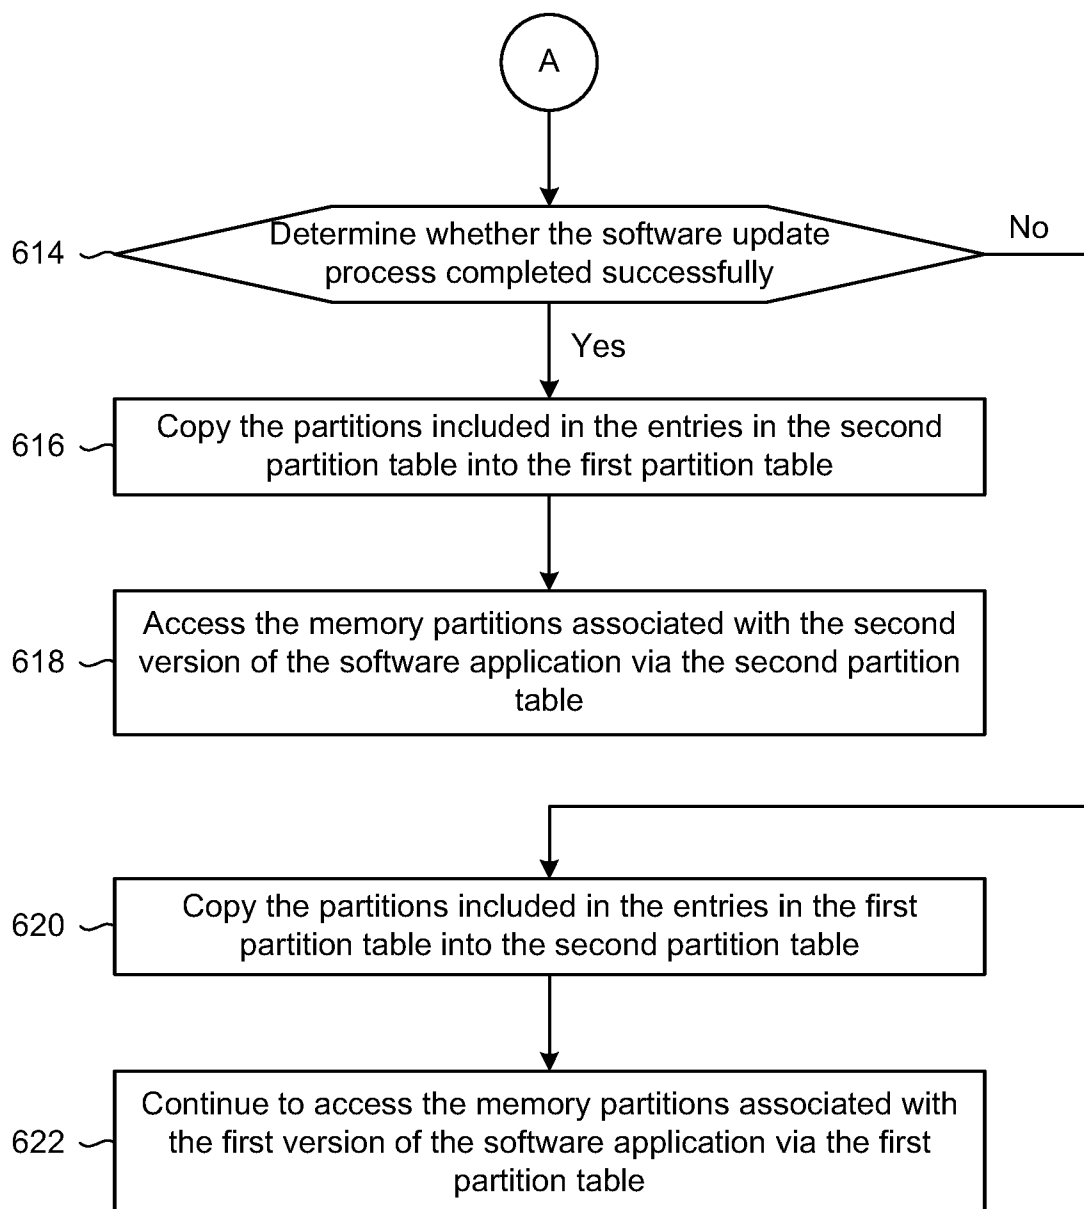 A
614
Determine whether the software update
process completed successfully
No
Yes
616
Copy the partitions included in the entries in the second
partition table into the first partition table
618
Access the memory partitions associated with the second
version of the software application via the second partition
table
620
Copy the partitions included in the entries in the first
partition table into the second partition table
622
Continue to access the memory partitions associated with
the first version of the software application via the first
partition table